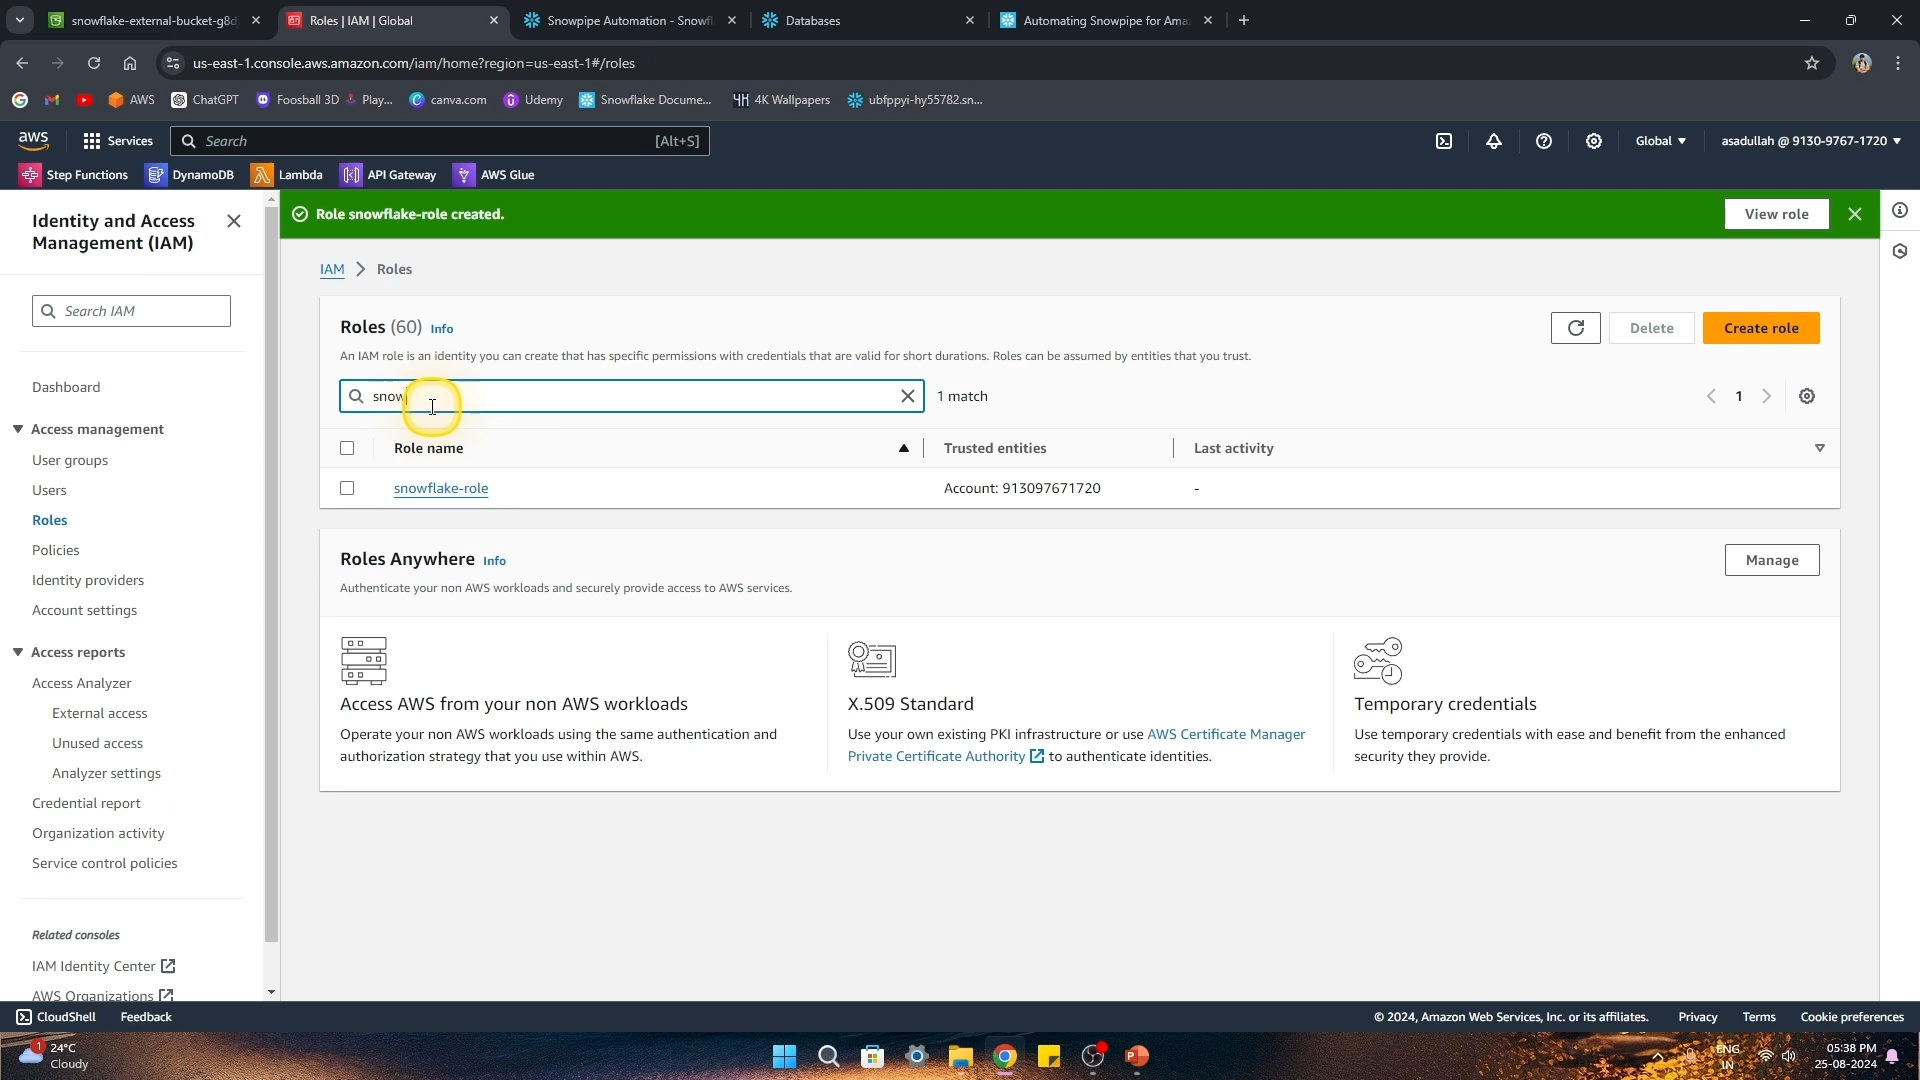 snowflake-external-bucket-g8d
Roles | IAM | Global
Snowpipe Automation - Snowfl
Databases
Automating Snowpipe for Ama
us-east-1.console.aws.amazon.com/iam/home?region=us-east-1#/roles
AWS
ChatGPT
Foosball 3D
Play...
canva.com
Udemy
Snowflake Docume...
4K Wallpapers
ubfppyi-hy55782.sn...
aws
Services
Search
[Alt+S]
Global
asadullah @ 9130-9767-1720
Step Functions
DynamoDB
Lambda
API Gateway
AWS Glue
Identity and Access
Management (IAM)
Role snowflake-role created.
View role
IAM
Roles
Search IAM
Roles (60) Info
Delete
Create role
An IAM role is an identity you can create that has specific permissions with credentials that are valid for short durations. Roles can be assumed by entities that you trust.
snow
1 match
1
Role name
Trusted entities
Last activity
snowflake-role
Account: 913097671720
-
Dashboard
Access management
User groups
Users
Roles
Policies
Identity providers
Account settings
Access reports
Access Analyzer
External access
Unused access
Analyzer settings
Credential report
Organization activity
Service control policies
Related consoles
IAM Identity Center
AWS Organizations
Roles Anywhere Info
Manage
Authenticate your non AWS workloads and securely provide access to AWS services.
Access AWS from your non AWS workloads
Operate your non AWS workloads using the same authentication and
authorization strategy that you use within AWS.
X.509 Standard
Use your own existing PKI infrastructure or use AWS Certificate Manager
Private Certificate Authority to authenticate identities.
Temporary credentials
Use temporary credentials with ease and benefit from the enhanced
security they provide.
CloudShell
Feedback
© 2024, Amazon Web Services, Inc. or its affiliates.
Privacy
Terms
Cookie preferences
1
24°C
Cloudy
ENG
IN
05:38 PM
25-08-2024